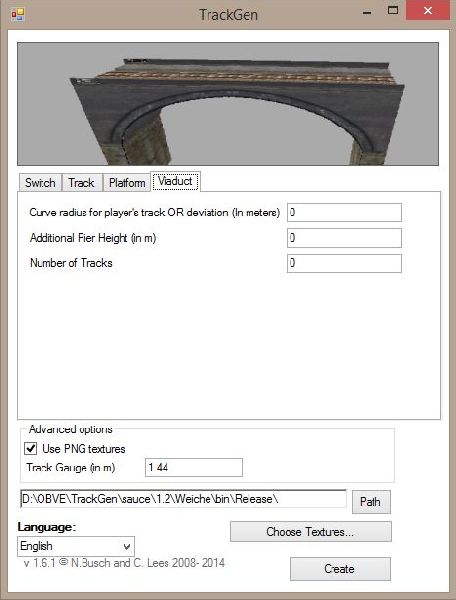 TrackGen
Switch Track Platform Viaduct
Curve radius for player's track OR deviation (In meters) 0
Additional Pier Height (in m) 0
Number of Tracks 0
Advanced options
Use PNG textures
Track Gauge (in m) 1.44
D:\OBVE\TrackGen\sauce\1.2\Weiche\bin\Reease\ Path
Language: Choose Textures...
English
v 1.6.1 © N.Busch and C. Lees 2008- 2014
Create